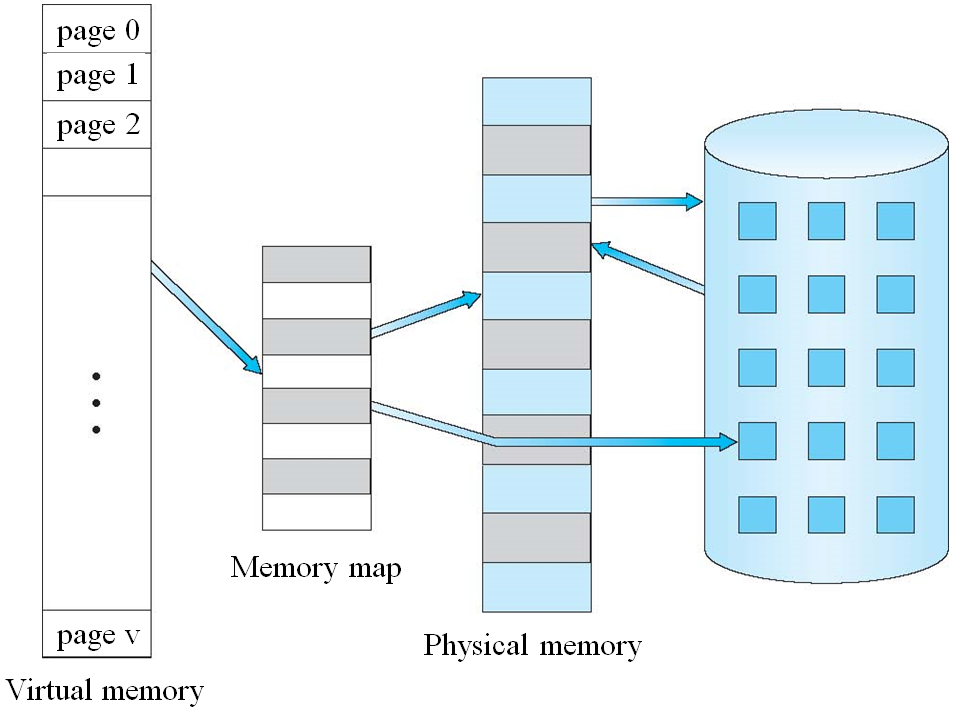 page 0
page 1
page 2
page v
Virtual memory
Memory map
Physical memory